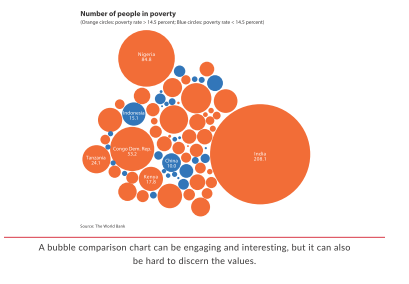 Number of people in poverty
(Orange circles: poverty rate > 14.5 percent; Blue circles: poverty rate < 14.5 percent)
Nigeria
84.8
Indonesia
15.1
India
268.1
Congo Dem. Rep.
55.2
Tanzania
24.1
China
10.0
Kenya
17.3
Source: The World Bank
A bubble comparison chart can be engaging and interesting, but it can also
be hard to discern the values.